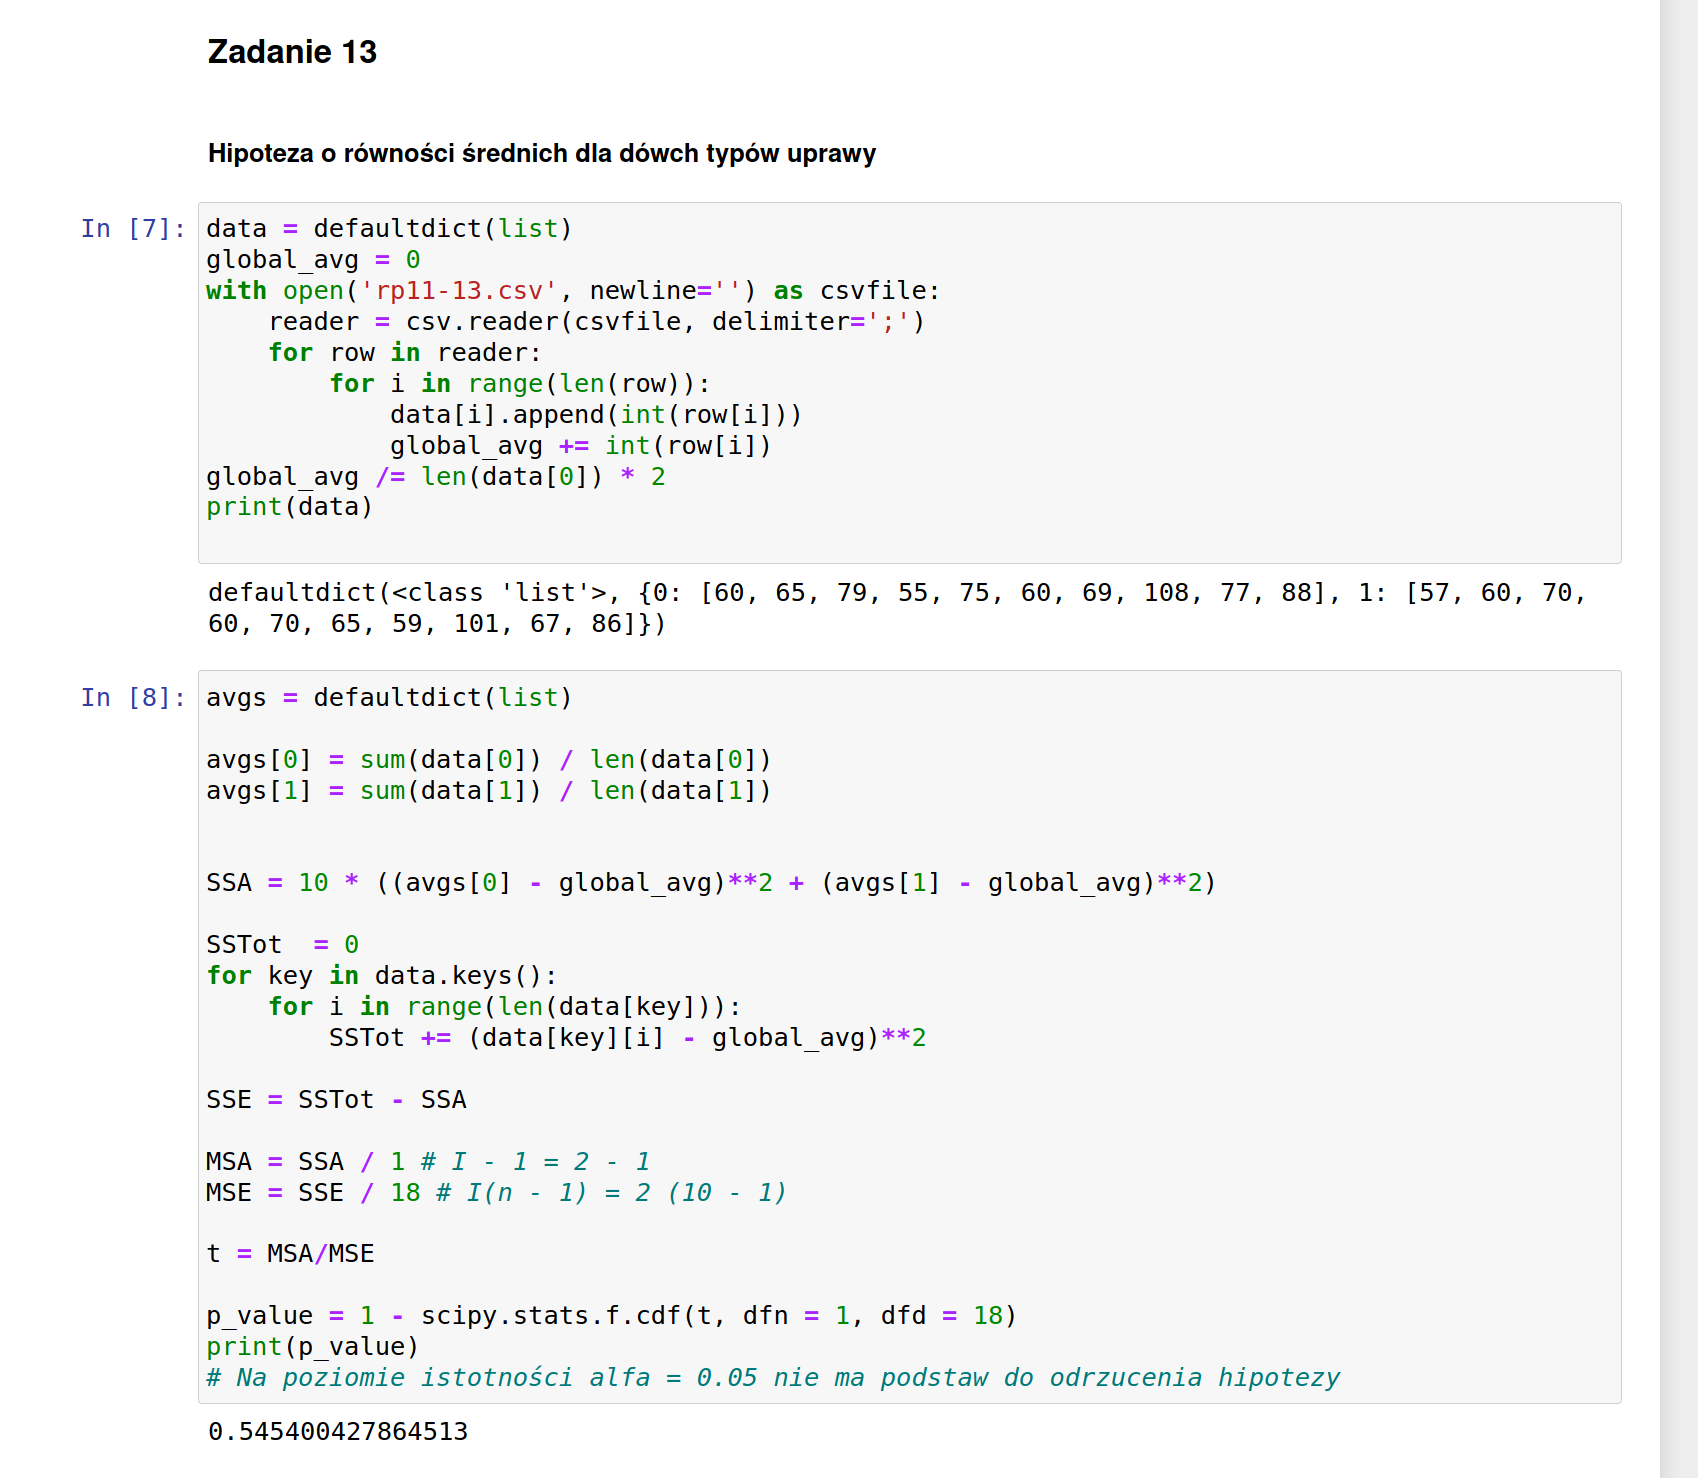 Zadanie 13
Hipoteza o równości średnich dla dówch typów uprawy
In [7]:
data = defaultdict(list)
global_avg = 0
with open('rp11-13.csv', newline='') as csvfile:
    reader = csv.reader(csvfile, delimiter=';')
    for row in reader:
        for i in range(len(row)):
            data[i].append(int(row[i]))
            global_avg += int(row[i])
global_avg /= len(data[0]) * 2
print(data)
defaultdict(<class 'list'>, {0: [60, 65, 79, 55, 75, 60, 69, 108, 77, 88], 1: [57, 60, 70,
60, 70, 65, 59, 101, 67, 86]})
In [8]:
avgs = defaultdict(list)
avgs[0] = sum(data[0]) / len(data[0])
avgs[1] = sum(data[1]) / len(data[1])
SSA = 10 * ((avgs[0] - global_avg)**2 + (avgs[1] - global_avg)**2)
SSTot  = 0
for key in data.keys():
    for i in range(len(data[key])):
        SSTot += (data[key][i] - global_avg)**2
SSE = SSTot - SSA
MSA = SSA / 1 # I - 1 = 2 - 1
MSE = SSE / 18 # I(n - 1) = 2 (10 - 1)
t = MSA/MSE
p_value = 1 - scipy.stats.f.cdf(t, dfn = 1, dfd = 18)
print(p_value)
# Na poziomie istotności alfa = 0.05 nie ma podstaw do odrzucenia hipotezy
0.545400427864513